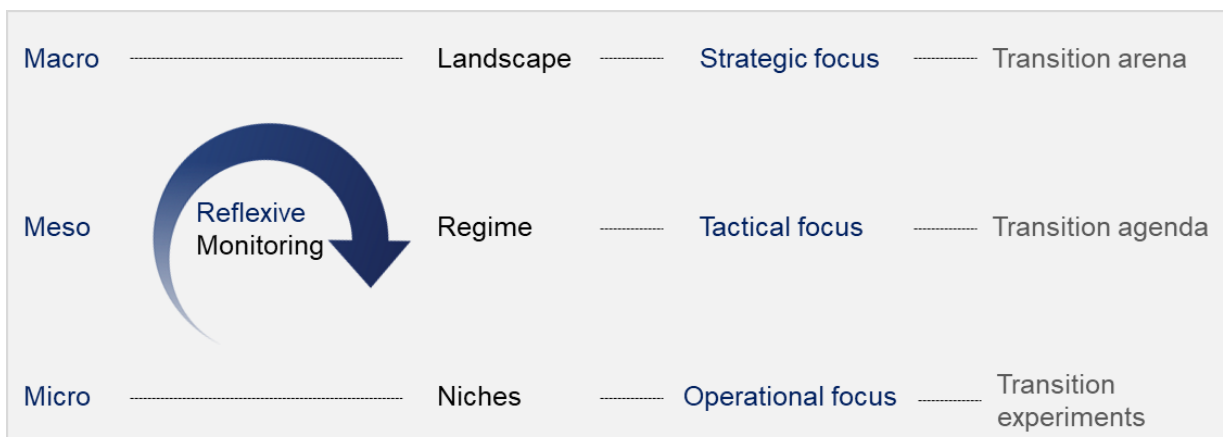 Macro Landscape Strategic focus Transition arena
Reflexive
Meso Regime Tactical focus Transition agenda
Monitoring
Micro Niches Operational focus Transition
experiments